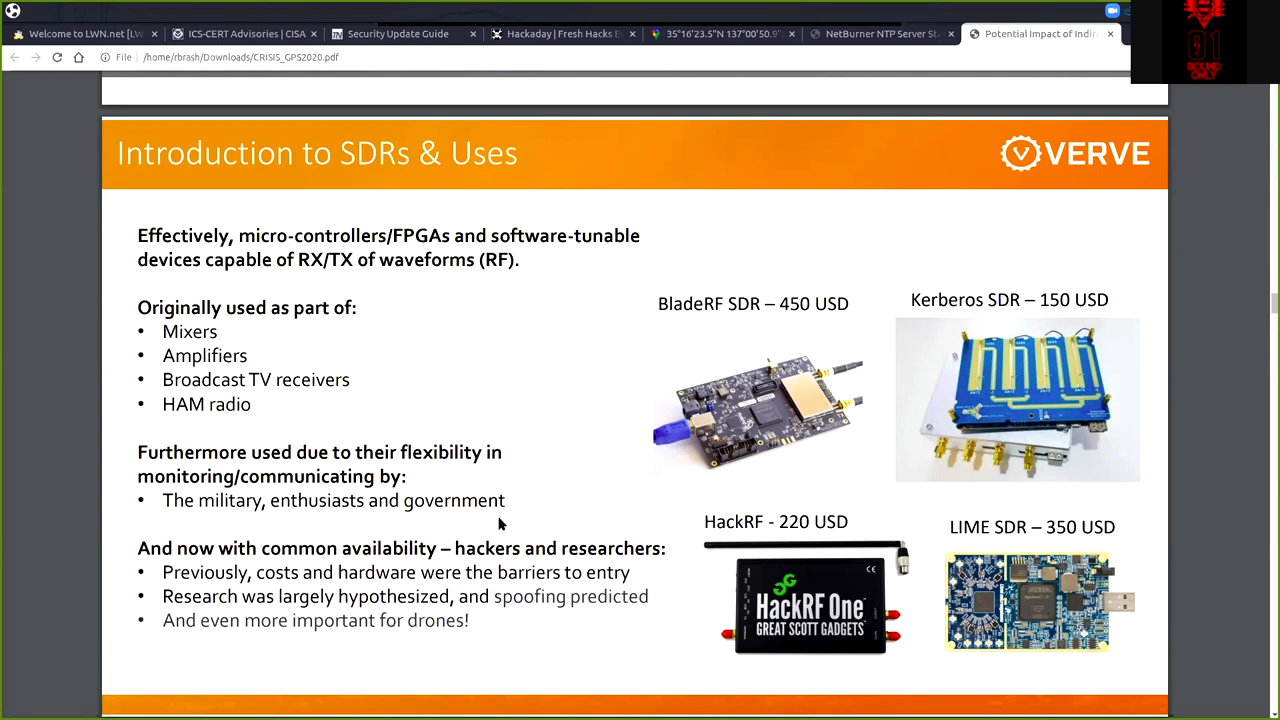 Welcome to LWN.net [LW
ICS-CERT Advisories | CISA
Security Update Guide
Hackaday | Fresh Hacks Ev
35°16'23.5"N 137°00'50.9"
NetBurner NTP Server St
Potential Impact of Indir
File
/home/rbrash/Downloads/CRISIS_GPS2020.pdf
01
ROUND
ONLY
Introduction to SDRs & Uses
VERVE
Effectively, micro-controllers/FPGAs and software-tunable
devices capable of RX/TX of waveforms (RF).
Originally used as part of:
• Mixers
• Amplifiers
• Broadcast TV receivers
• HAM radio
Furthermore used due to their flexibility in
monitoring/communicating by:
• The military, enthusiasts and government
And now with common availability – hackers and researchers:
• Previously, costs and hardware were the barriers to entry
• Research was largely hypothesized, and spoofing predicted
• And even more important for drones!
BladeRF SDR – 450 USD
Kerberos SDR – 150 USD
HackRF - 220 USD
LIME SDR – 350 USD
HackRF One
GREAT SCOTT GADGETS
CE